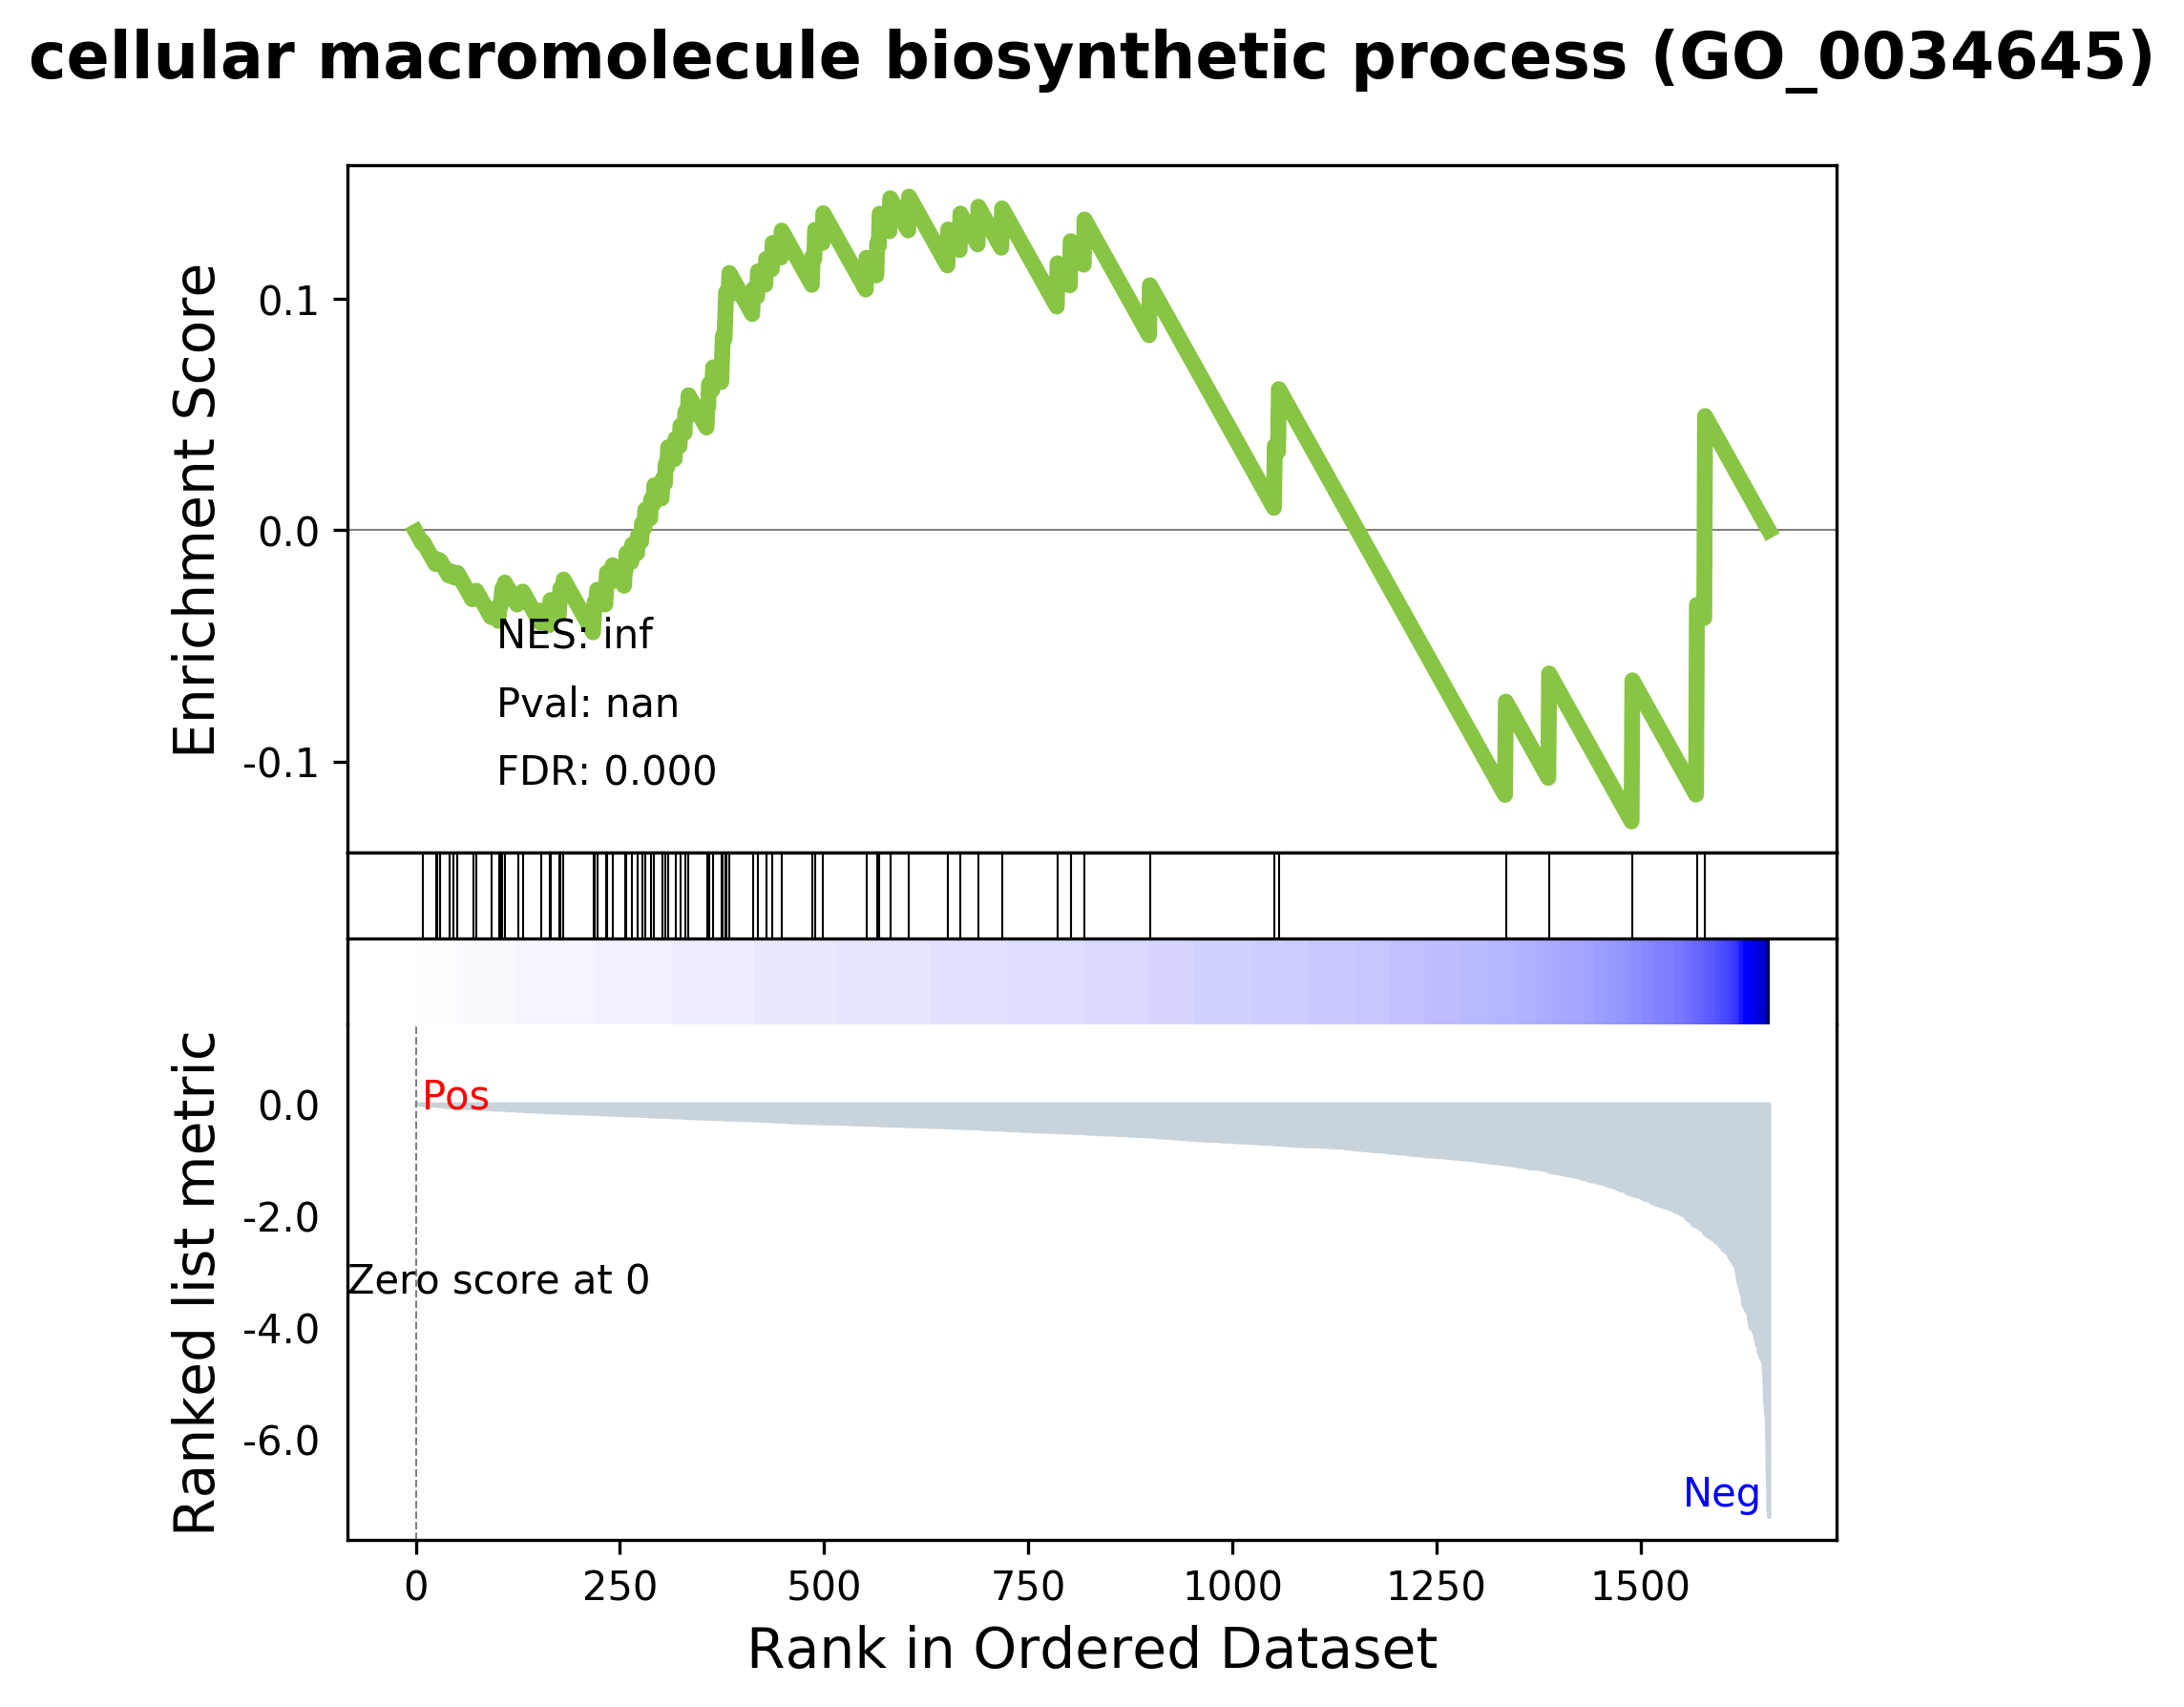 cellular macromolecule biosynthetic process (GO_0034645)
Enrichment Score
0.1
0.0
-0.1
NES: inf
Pval: nan
FDR: 0.000
Ranked list metric
0.0
-2.0
-4.0
-6.0
Pos
Zero score at 0
Neg
0 250 500 750 1000 1250 1500
Rank in Ordered Dataset